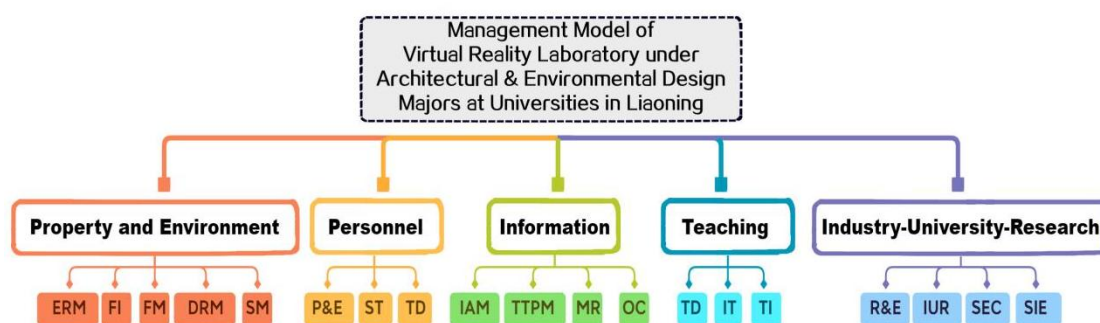 Management Model of
Virtual Reality Laboratory under
Architectural & Environmental Design
Majors at Universities in Liaoning
Property and Environment
Personnel
Information
Teaching
Industry-University-Research
ERM FI FM DRM SM
P&E ST TD
IAM TTPM MR OC
TD IT TI
R&E IUR SEC SIE